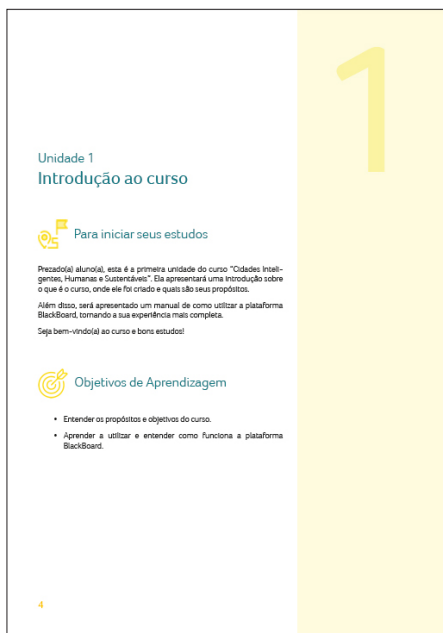 1
Unidade 1
Introdução ao curso
Para iniciar seus estudos
Prezado(a) aluno(a), esta é a primeira unidade do curso “Cidades Inteli-
gentes, Humanas e Sustentáveis”. Ela apresentará uma introdução sobre
o que é o curso, onde ele foi criado e quais são seus propósitos.
Além disso, será apresentado um manual de como utilizar a plataforma
BlackBoard, tornando a sua experiência mais completa.
Seja bem-vindo(a) ao curso e bons estudos!
Objetivos de Aprendizagem
• Entender os propósitos e objetivos do curso.
• Aprender a utilizar e entender como funciona a plataforma
BlackBoard.
4